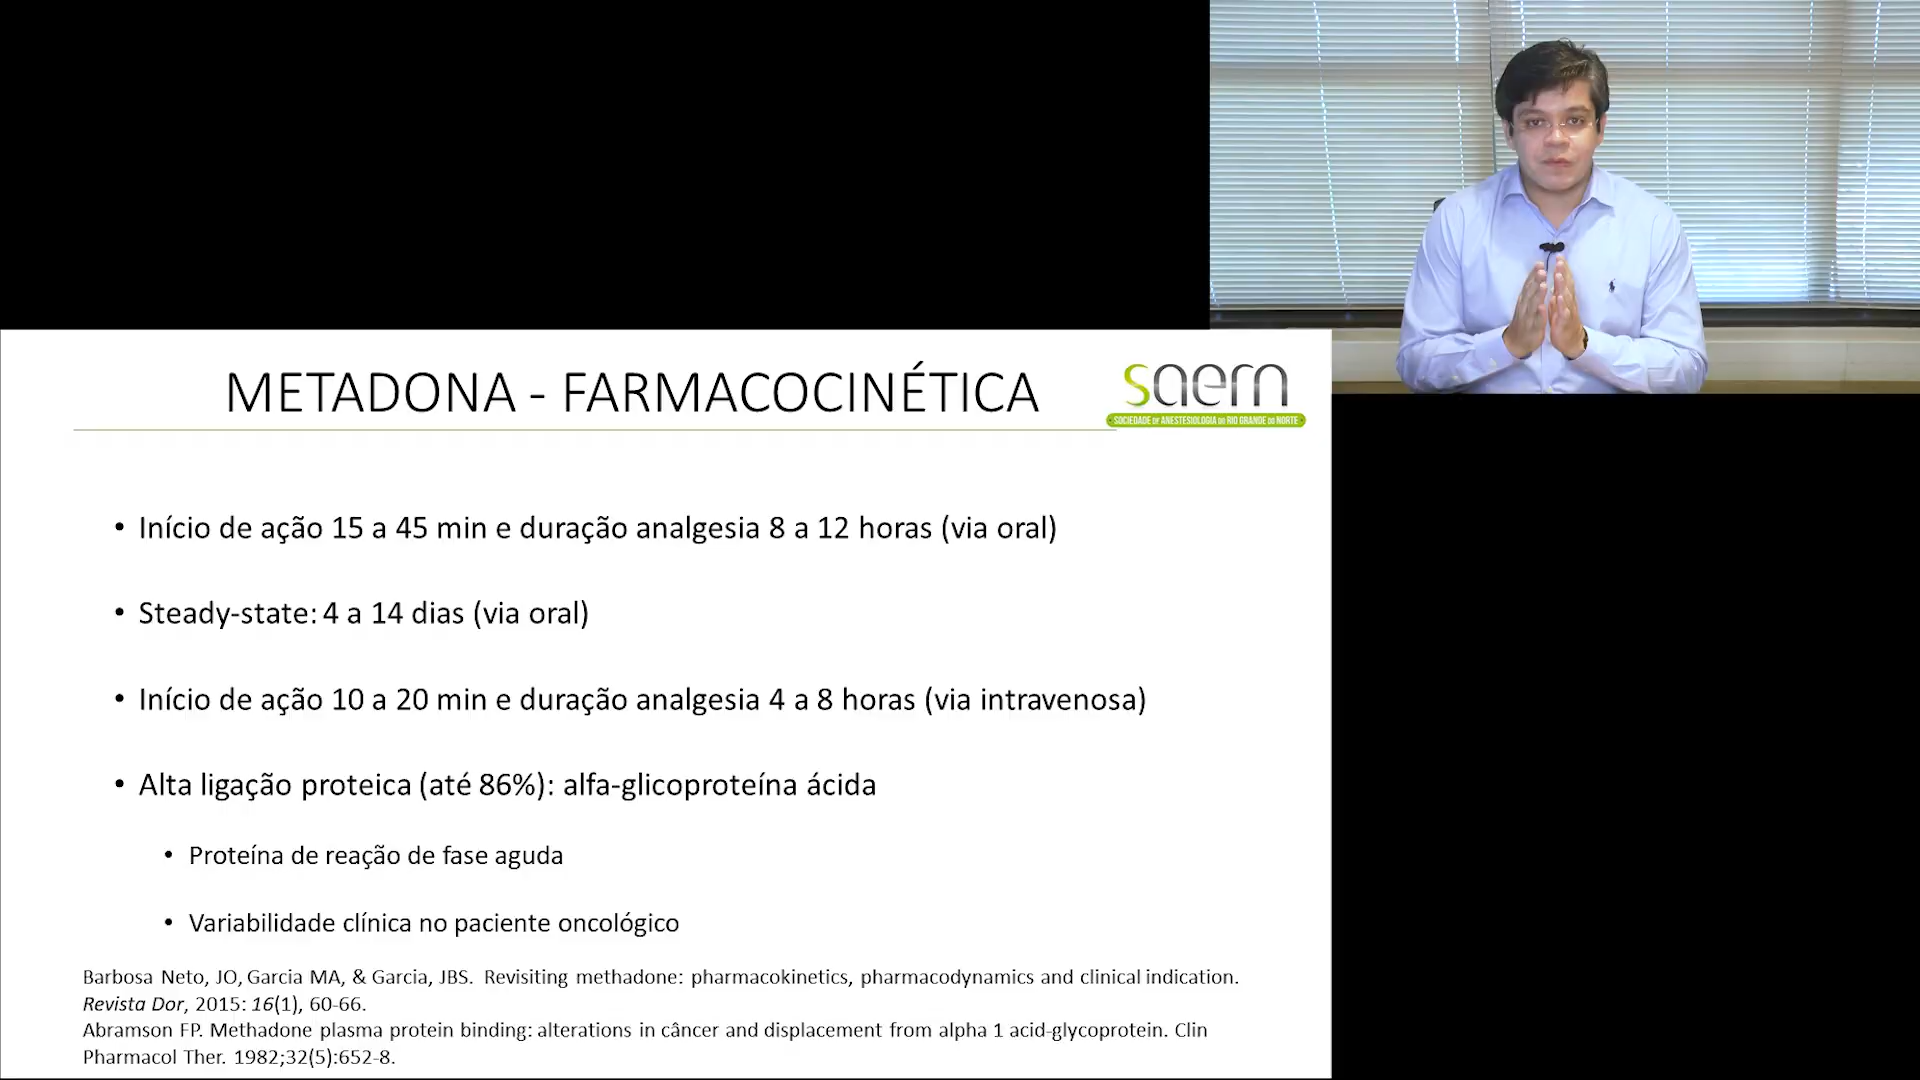 METADONA - FARMACOCINÉTICA
saern
SOCIEDADE DE ANESTESIOLOGIA DO RIO GRANDE DO NORTE
• Início de ação 15 a 45 min e duração analgesia 8 a 12 horas (via oral)
• Steady-state: 4 a 14 dias (via oral)
• Início de ação 10 a 20 min e duração analgesia 4 a 8 horas (via intravenosa)
• Alta ligação proteica (até 86%): alfa-glicoproteína ácida
• Proteína de reação de fase aguda
• Variabilidade clínica no paciente oncológico
Barbosa Neto, JO, Garcia MA, & Garcia, JBS. Revisiting methadone: pharmacokinetics, pharmacodynamics and clinical indication.
Revista Dor, 2015: 16(1), 60-66.
Abramson FP. Methadone plasma protein binding: alterations in câncer and displacement from alpha 1 acid-glycoprotein. Clin
Pharmacol Ther. 1982;32(5):652-8.